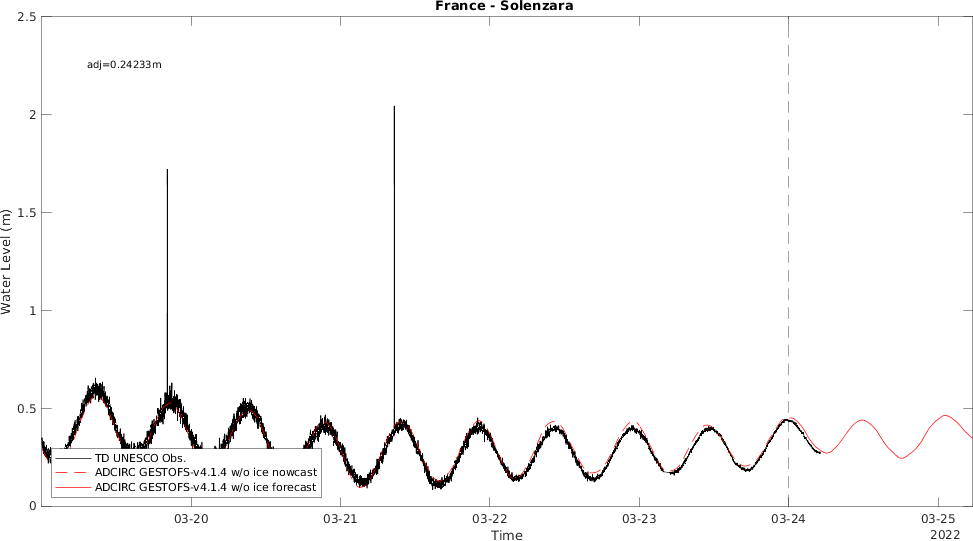 France - Solenzara
adj=0.24233m
2.5
2
1.5
1
0.5
0
Water Level (m)
TD UNESCO Obs.
ADCIRC GESTOFS-v4.1.4 w/o ice nowcast
ADCIRC GESTOFS-v4.1.4 w/o ice forecast
03-20 03-21 03-22 03-23 03-24 03-25
Time
2022